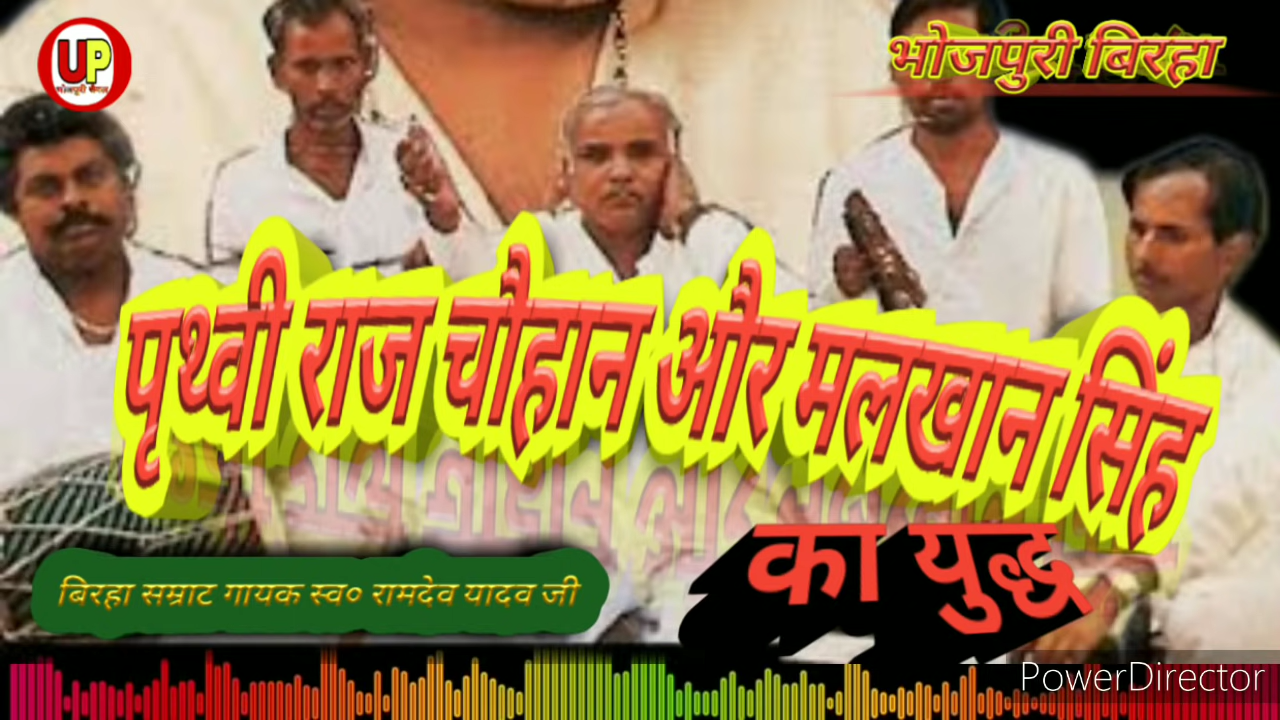 UP
भोजपुरी बिरहा
पृथ्वी राज चौहान और मलखान सिंह
का युद्ध
बिरहा सम्राट गायक स्व० रामदेव यादव जी
PowerDirector